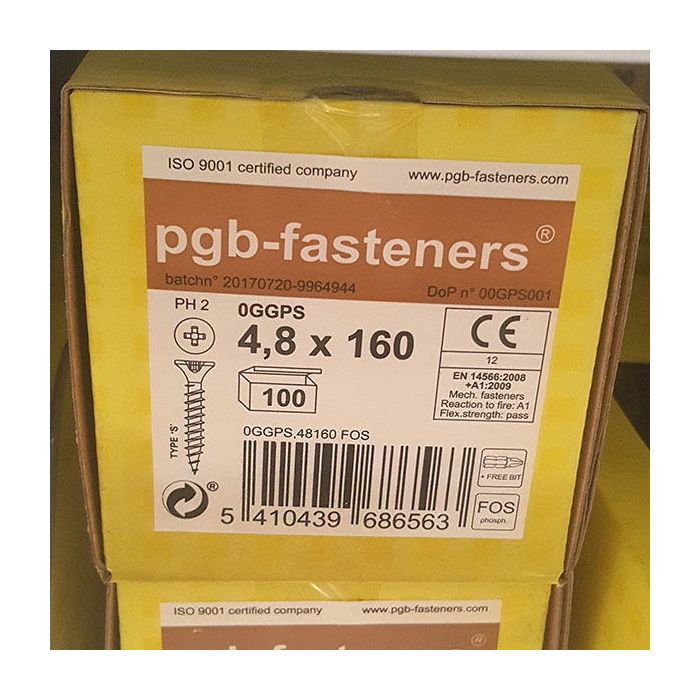 ISO 9001 certified company www.pgb-fasteners.com
pgb-fasteners®
batchn° 20170720-9964944 DoP n° 00GPS001
PH 2
0GGPS
4,8 x 160
CE
12
EN 14566:2008
+A1:2009
Mech. fasteners
Reaction to fire: A1
Flex.strength: pass
100
TYPE 'S'
0GGPS,48160 FOS
+ FREE BIT
®
5 410439 686563
FOS
phosph.
ISO 9001 certified company www.pgb-fasteners.com
pgb-fasteners®